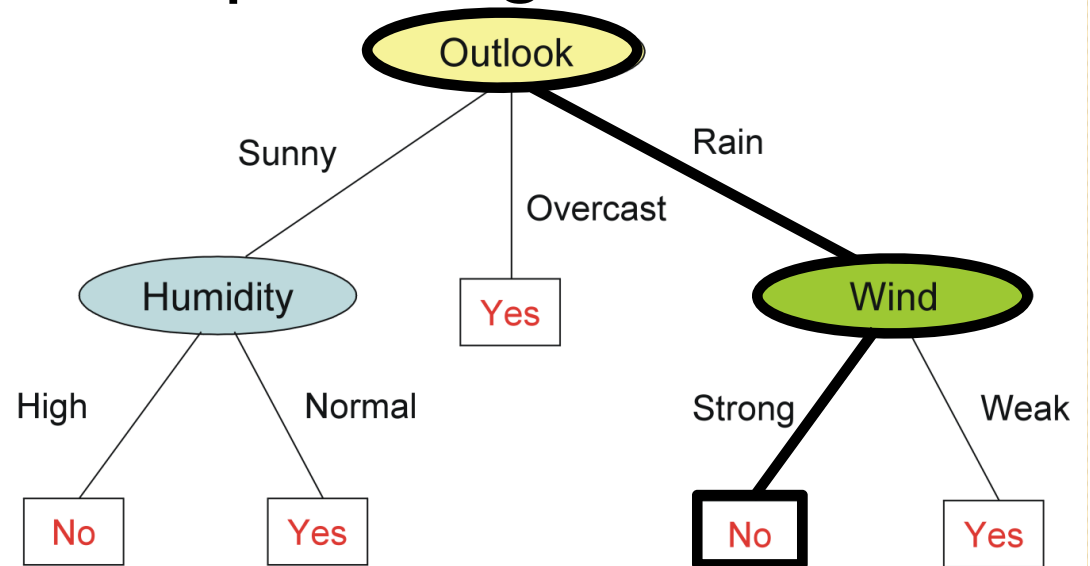 Outlook
Sunny
Rain
Overcast
Humidity
Yes
Wind
High
Normal
Strong
Weak
No
Yes
No
Yes